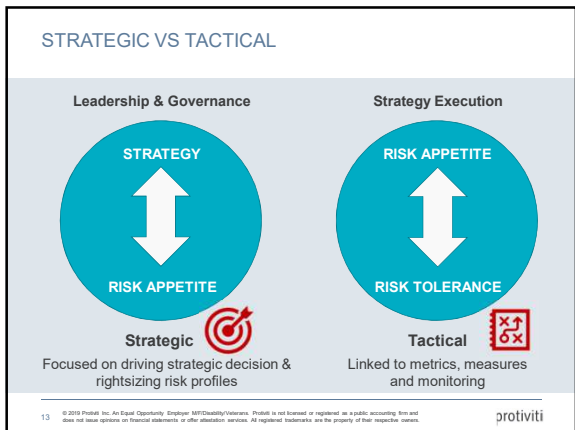 STRATEGIC VS TACTICAL
Leadership & Governance
STRATEGY
RISK APPETITE
Strategic
Focused on driving strategic decision &
rightsizing risk profiles
Strategy Execution
RISK APPETITE
RISK TOLERANCE
Tactical
Linked to metrics, measures
and monitoring
13
© 2019 Protiviti Inc. An Equal Opportunity Employer M/F/Disability/Veterans. Protiviti is not licensed or registered as a public accounting firm and
does not issue opinions on financial statements or offer attestation services. All registered trademarks are the property of their respective owners.
protiviti